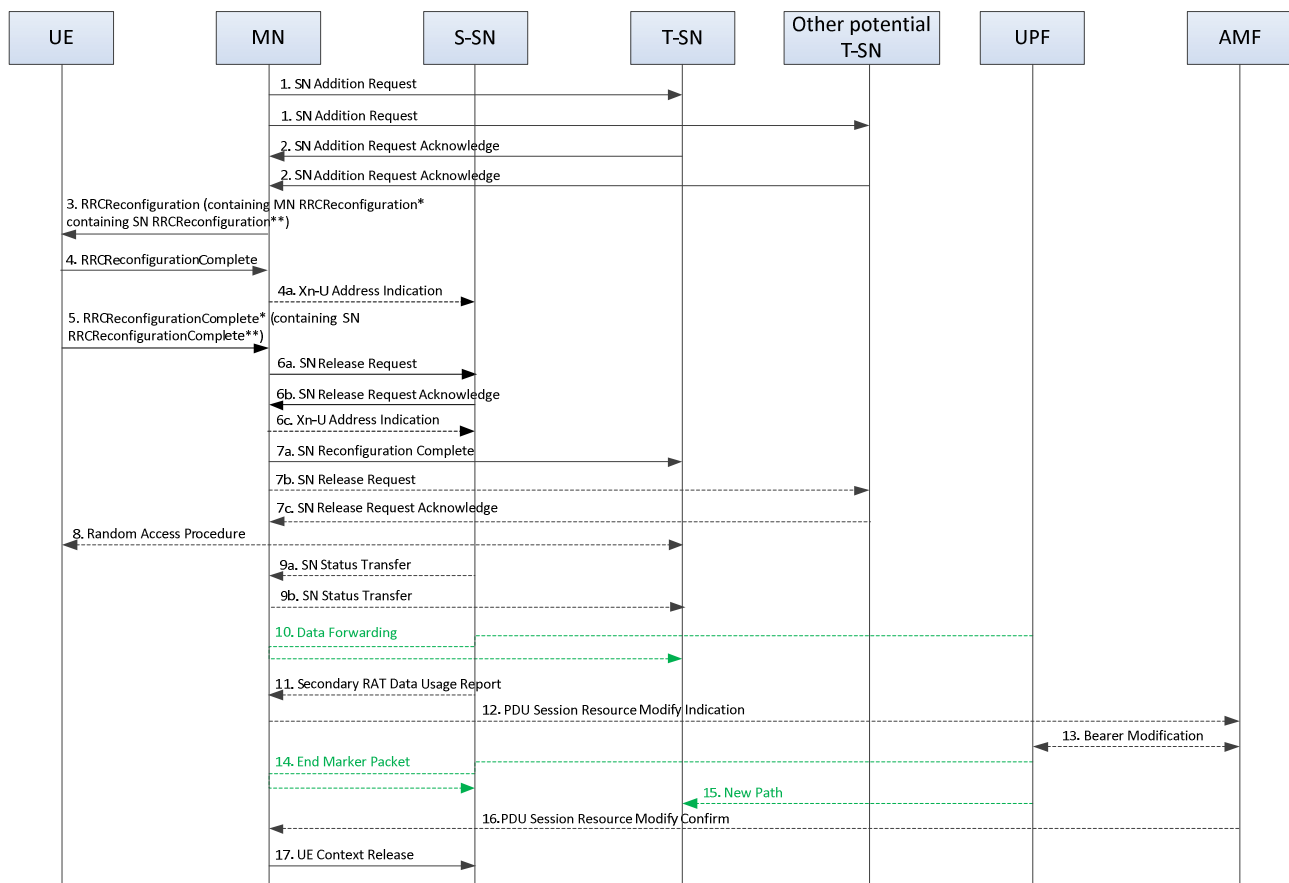 UE
MN
S-SN
T-SN
Other potential
T-SN
UPF
AMF
1. SN Addition Request
1. SN Addition Request
2. SN Addition Request Acknowledge
2. SN Addition Request Acknowledge
3. RRCReconfiguration (containing MN RRCReconfiguration*
containing SN RRCReconfiguration**)
4. RRCReconfigurationComplete
4a. Xn-U Address Indication
5. RRCReconfigurationComplete* (containing SN
RRCReconfigurationComplete**)
6a. SN Release Request
6b. SN Release Request Acknowledge
6c. Xn-U Address Indication
7a. SN Reconfiguration Complete
7b. SN Release Request
7c. SN Release Request Acknowledge
8. Random Access Procedure
9a. SN Status Transfer
9b. SN Status Transfer
10. Data Forwarding
11. Secondary RAT Data Usage Report
12. PDU Session Resource Modify Indication
13. Bearer Modification
14. End Marker Packet
15. New Path
16.PDU Session Resource Modify Confirm
17. UE Context Release